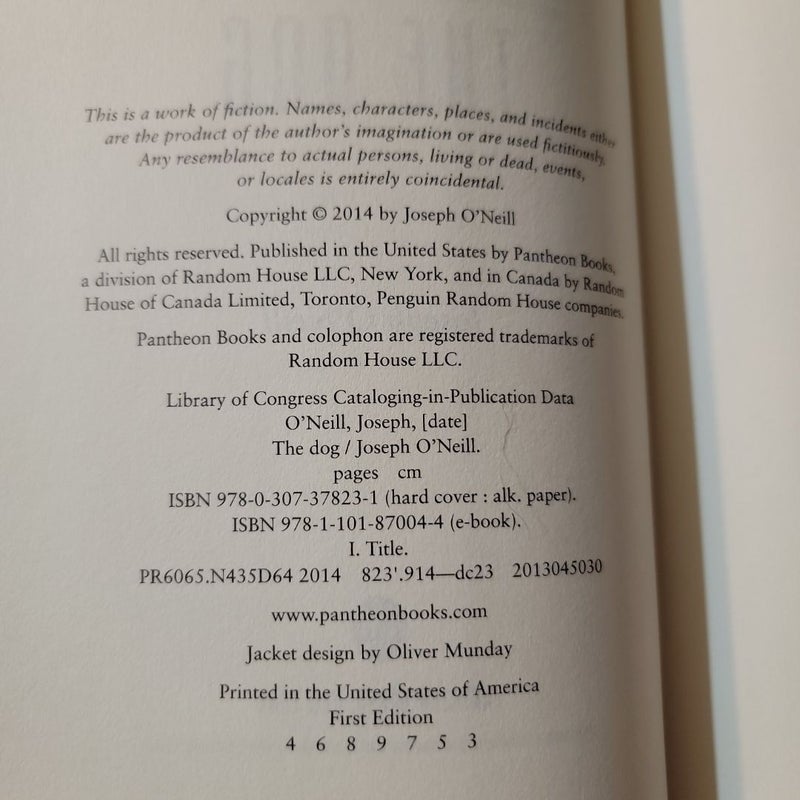 This is a work of fiction. Names, characters, places, and incidents either
are the product of the author's imagination or are used fictitiously.
Any resemblance to actual persons, living or dead, events,
or locales is entirely coincidental.
Copyright © 2014 by Joseph O'Neill
All rights reserved. Published in the United States by Pantheon Books,
a division of Random House LLC, New York, and in Canada by Random
House of Canada Limited, Toronto, Penguin Random House companies.
Pantheon Books and colophon are registered trademarks of
Random House LLC.
Library of Congress Cataloging-in-Publication Data
O'Neill, Joseph, [date]
The dog / Joseph O'Neill.
pages cm
ISBN 978-0-307-37823-1 (hard cover : alk. paper).
ISBN 978-1-101-87004-4 (e-book).
I. Title.
PR6065.N435D64 2014 823'.914—dc23 2013045030
www.pantheonbooks.com
Jacket design by Oliver Munday
Printed in the United States of America
First Edition
4 6 8 9 7 5 3